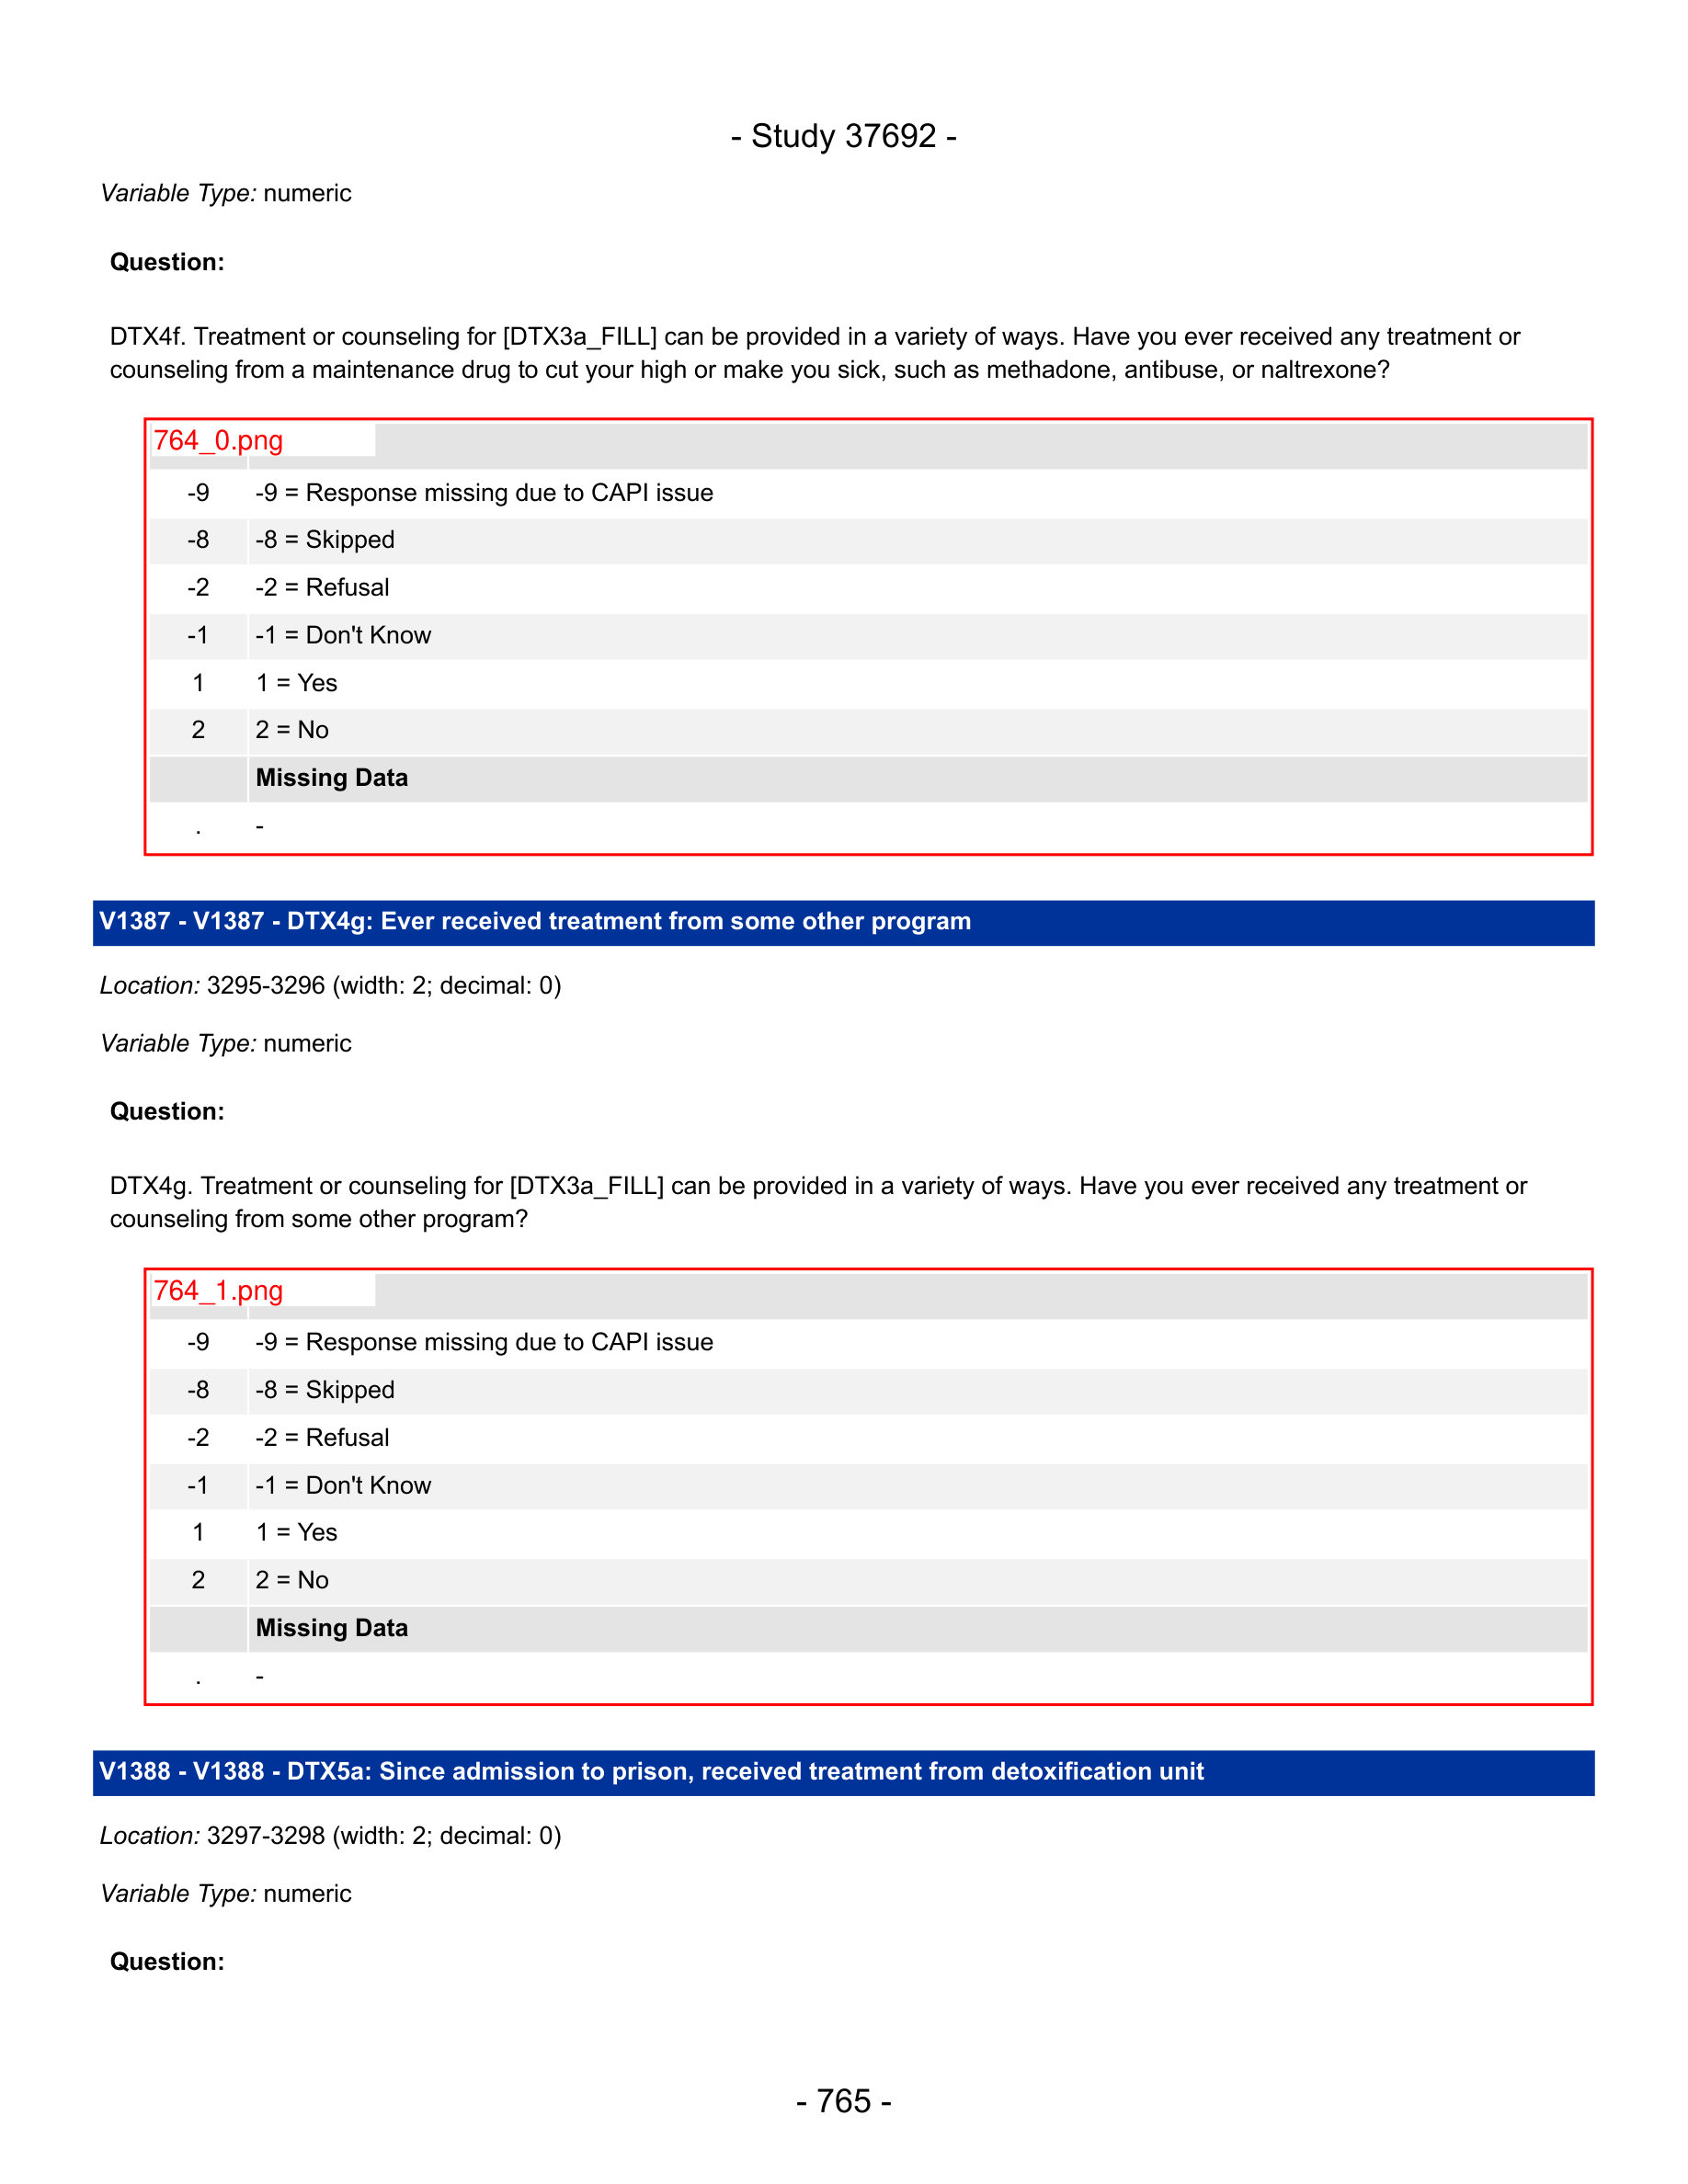 - Study 37692 -
Variable Type: numeric
Question:
DTX4f. Treatment or counseling for [DTX3a_FILL] can be provided in a variety of ways. Have you ever received any treatment or
counseling from a maintenance drug to cut your high or make you sick, such as methadone, antibuse, or naltrexone?
764_0.png
-9 -9 = Response missing due to CAPI issue
-8 -8 = Skipped
-2 -2 = Refusal
-1 -1 = Don't Know
1 1 = Yes
2 2 = No
Missing Data
. -
V1387 - V1387 - DTX4g: Ever received treatment from some other program
Location: 3295-3296 (width: 2; decimal: 0)
Variable Type: numeric
Question:
DTX4g. Treatment or counseling for [DTX3a_FILL] can be provided in a variety of ways. Have you ever received any treatment or
counseling from some other program?
764_1.png
-9 -9 = Response missing due to CAPI issue
-8 -8 = Skipped
-2 -2 = Refusal
-1 -1 = Don't Know
1 1 = Yes
2 2 = No
Missing Data
. -
V1388 - V1388 - DTX5a: Since admission to prison, received treatment from detoxification unit
Location: 3297-3298 (width: 2; decimal: 0)
Variable Type: numeric
Question:
- 765 -